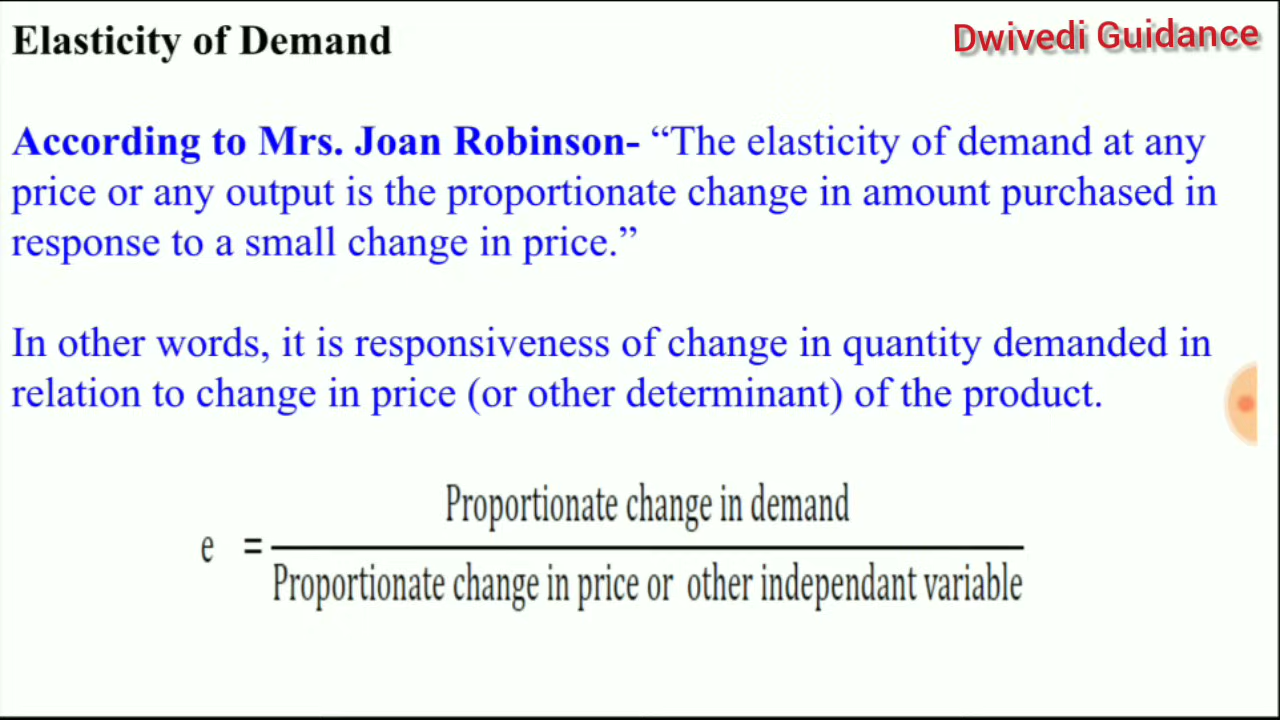 Elasticity of Demand
Dwivedi Guidance
According to Mrs. Joan Robinson- “The elasticity of demand at any
price or any output is the proportionate change in amount purchased in
response to a small change in price.”
In other words, it is responsiveness of change in quantity demanded in
relation to change in price (or other determinant) of the product.
Proportionate change in demand
e =
Proportionate change in price or other independant variable